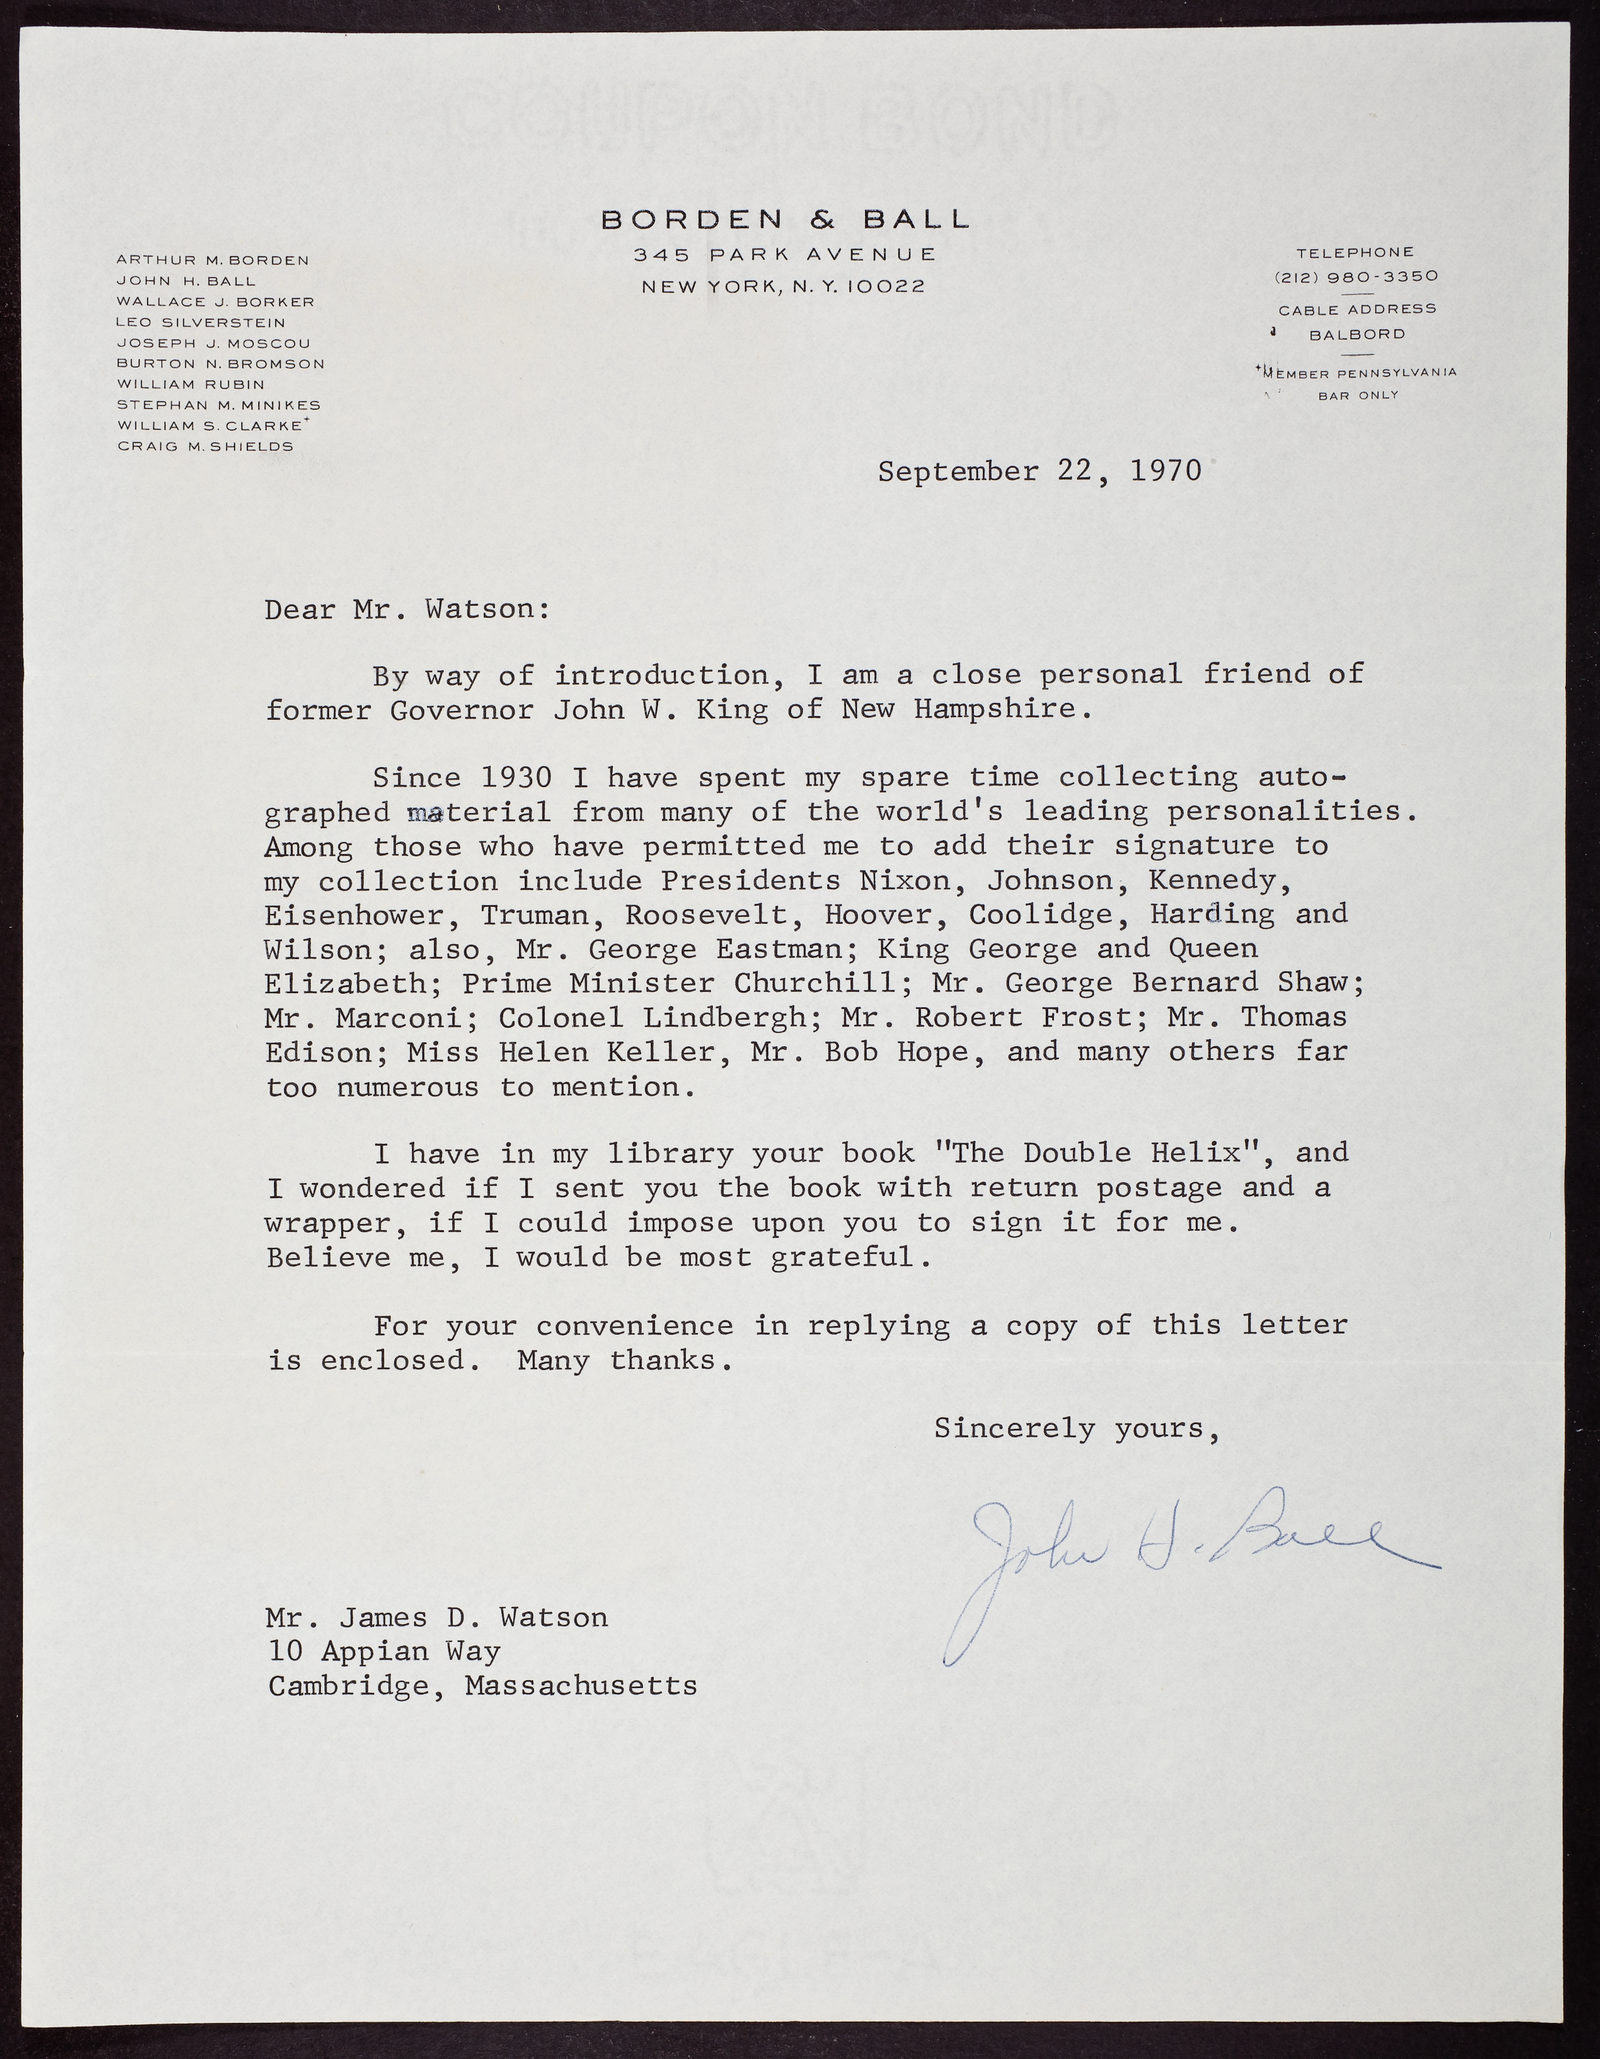 BORDEN & BALL
345 PARK AVENUE
NEW YORK, N.Y. 10022
ARTHUR M. BORDEN
JOHN H. BALL
WALLACE J. BORKER
LEO SILVERSTEIN
JOSEPH J. MOSCOU
BURTON N. BROMSON
WILLIAM RUBIN
STEPHAN M. MINIKES
WILLIAM S. CLARKE+
CRAIG M. SHIELDS
TELEPHONE
(212) 980-3350
CABLE ADDRESS
BALBORD
+MEMBER PENNSYLVANIA
BAR ONLY
September 22, 1970
Dear Mr. Watson:
By way of introduction, I am a close personal friend of
former Governor John W. King of New Hampshire.
Since 1930 I have spent my spare time collecting auto-
graphed material from many of the world's leading personalities.
Among those who have permitted me to add their signature to
my collection include Presidents Nixon, Johnson, Kennedy,
Eisenhower, Truman, Roosevelt, Hoover, Coolidge, Harding and
Wilson; also, Mr. George Eastman; King George and Queen
Elizabeth; Prime Minister Churchill; Mr. George Bernard Shaw;
Mr. Marconi; Colonel Lindbergh; Mr. Robert Frost; Mr. Thomas
Edison; Miss Helen Keller, Mr. Bob Hope, and many others far
too numerous to mention.
I have in my library your book "The Double Helix", and
I wondered if I sent you the book with return postage and a
wrapper, if I could impose upon you to sign it for me.
Believe me, I would be most grateful.
For your convenience in replying a copy of this letter
is enclosed. Many thanks.
Sincerely yours,
John H. Ball
Mr. James D. Watson
10 Appian Way
Cambridge, Massachusetts